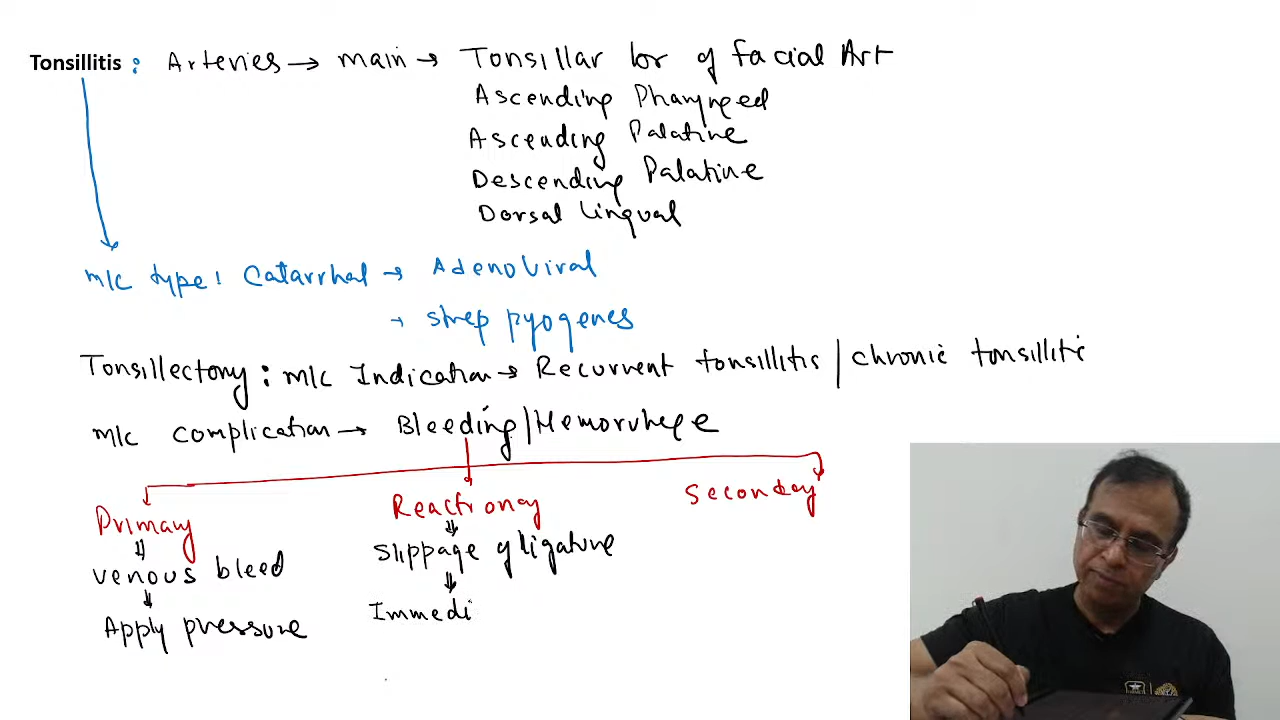 Tonsillitis : Arteries → main → Tonsillar br of facial Art
Ascending Pharyngeal
Ascending Palatine
Descending Palatine
Dorsal lingual
m/c type : Catarrhal → Adenoviral
→ strep pyogenes
Tonsillectomy : m/c Indication → Recurrent tonsillitis / chronic tonsillitis
m/c complication → Bleeding / Hemorrhege
Primary Reactionary Secondary
venous bleed slippage of ligature
Apply pressure Immedi